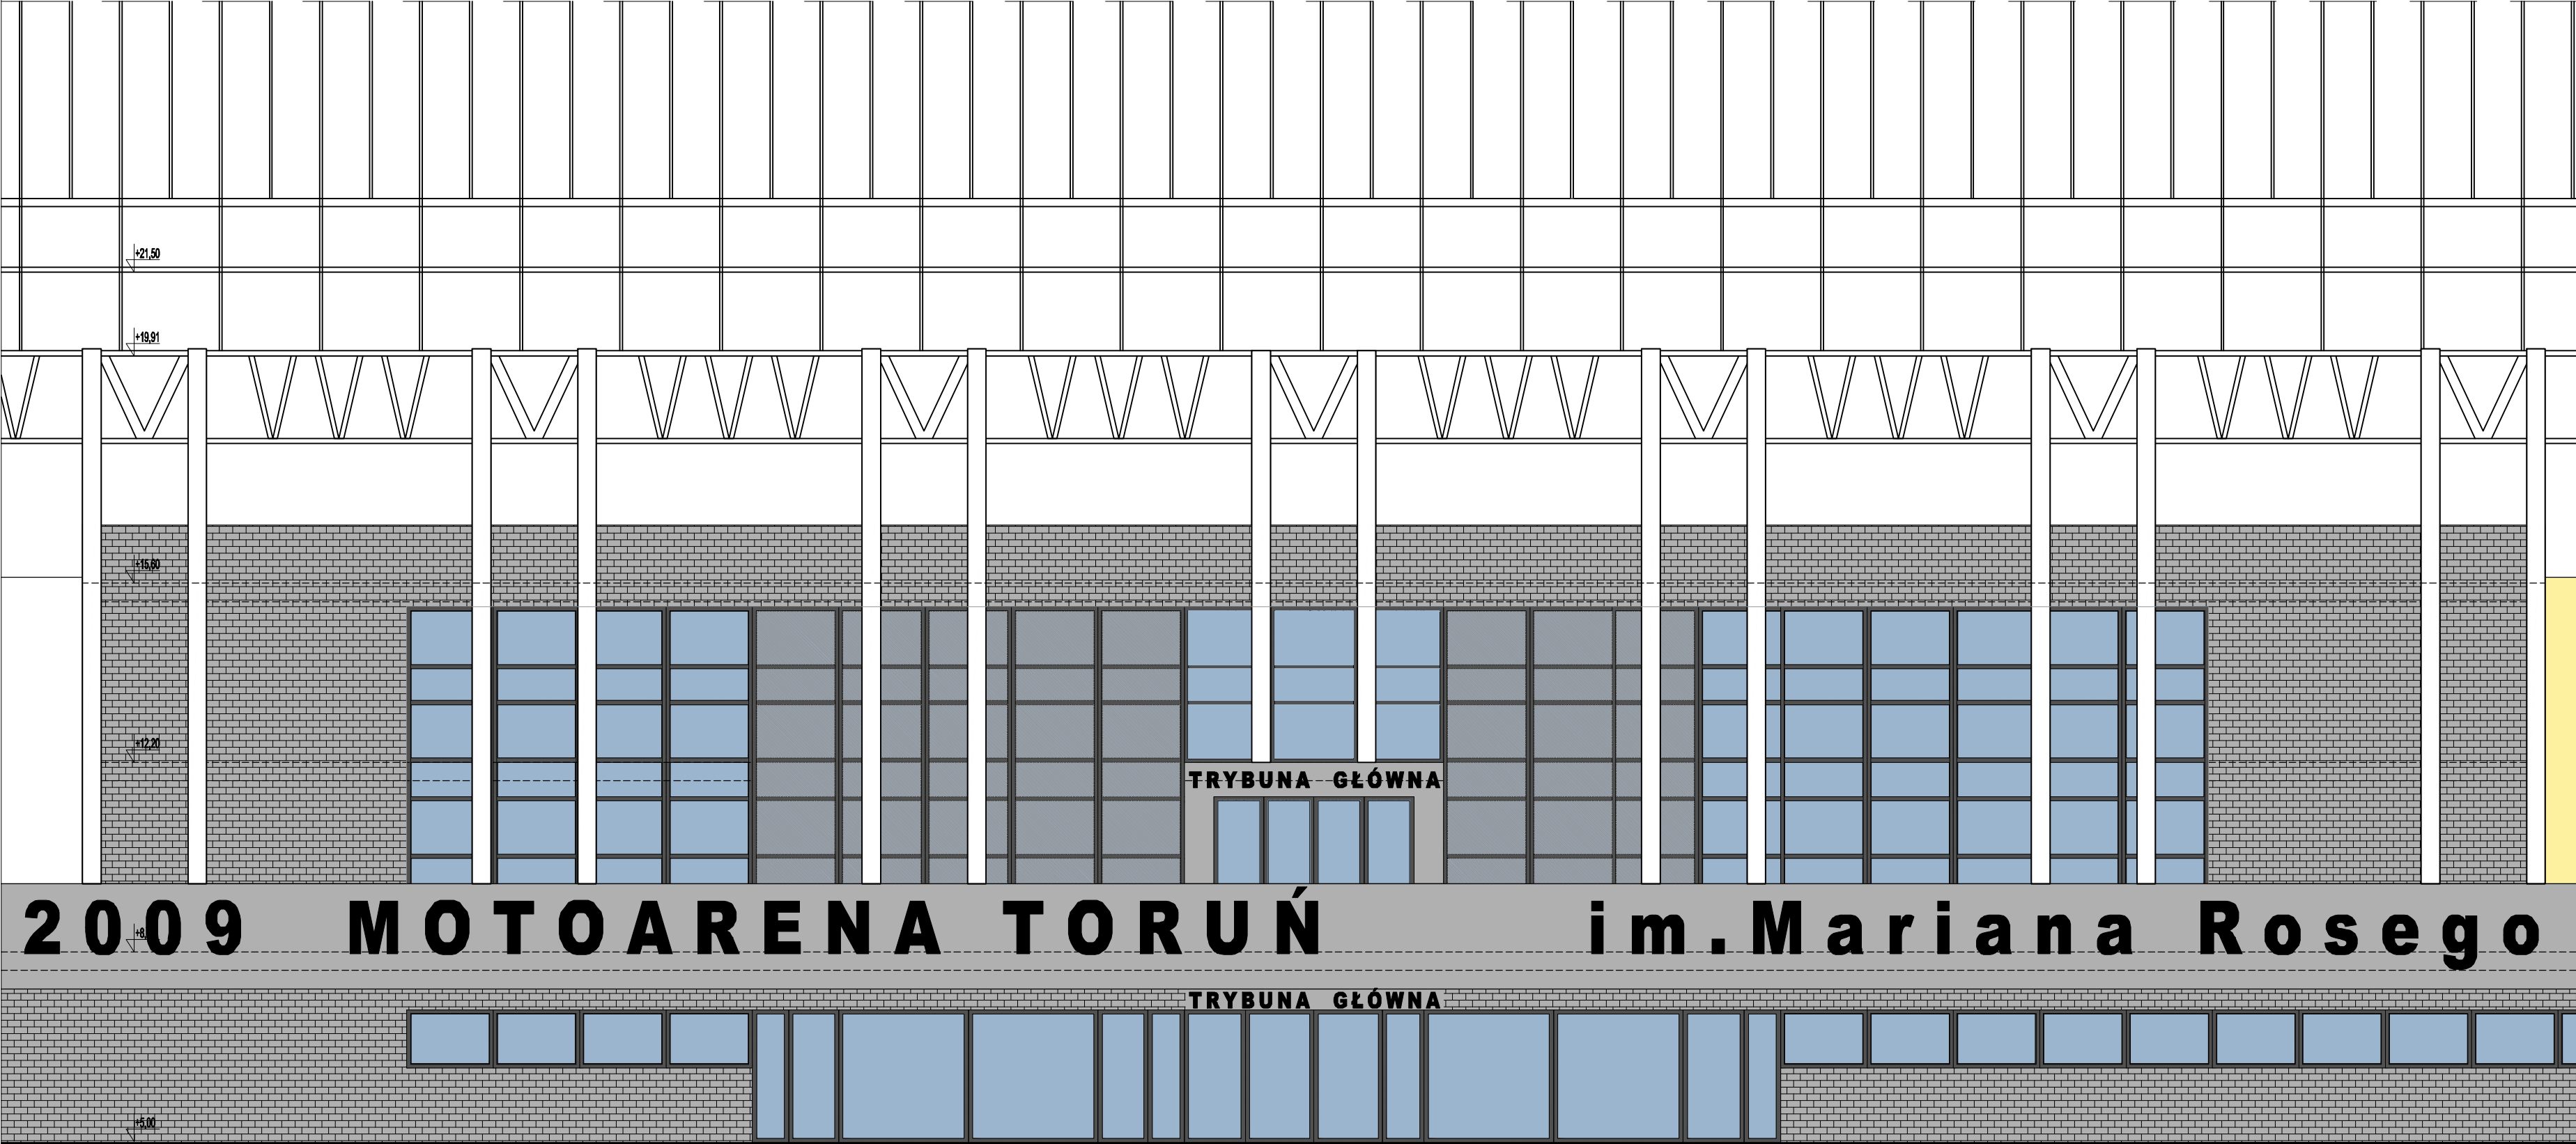 +21,50
+19,91
+15,60
+12,20
TRYBUNA GŁÓWNA
2009 MOTOARENA TORUŃ im.Mariana Rosego
TRYBUNA GŁÓWNA
+5,00